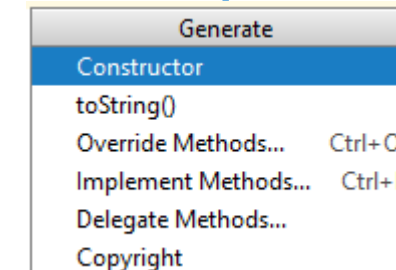 Generate
Constructor
toString()
Override Methods... Ctrl+O
Implement Methods... Ctrl+
Delegate Methods...
Copyright